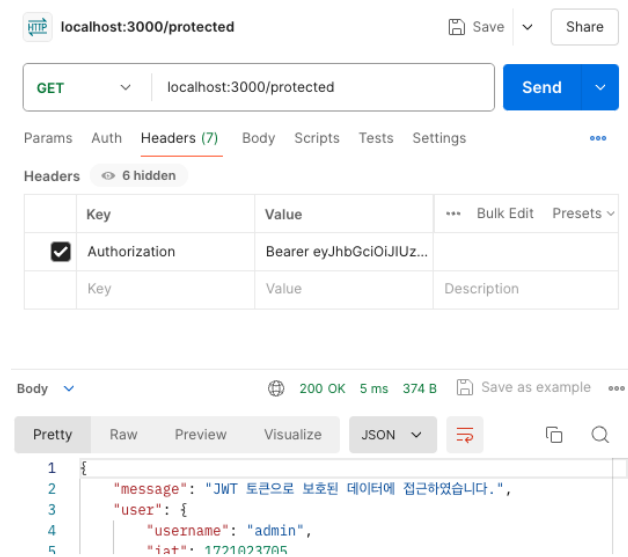 HTTP localhost:3000/protected Save Share
GET localhost:3000/protected Send
Params Auth Headers (7) Body Scripts Tests Settings
Headers 6 hidden
Key Value Bulk Edit Presets
Authorization Bearer eyJhbGciOiJIUz...
Key Value Description
Body 200 OK 5 ms 374 B Save as example
Pretty Raw Preview Visualize JSON
1 {
2 "message": "JWT 토큰으로 보호된 데이터에 접근하였습니다.",
3 "user": {
4 "username": "admin",
5 "iat": 1721023705